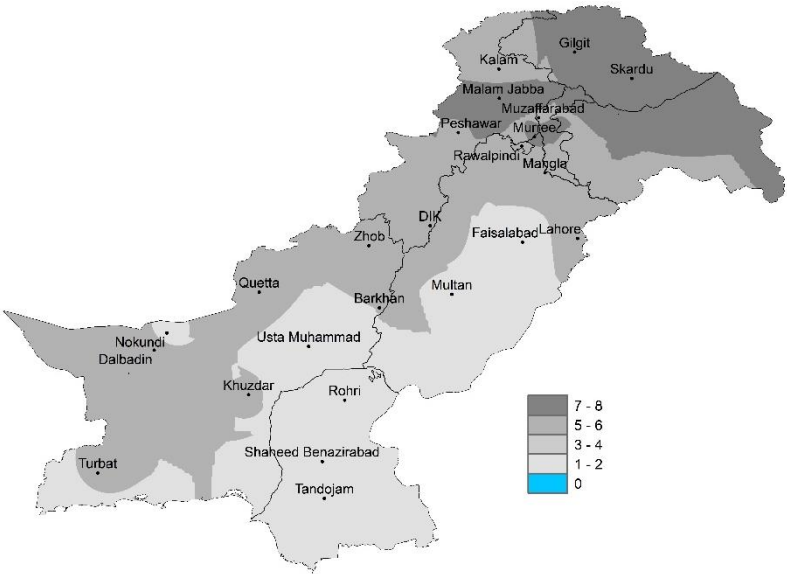 Gilgit
Kalam
Skardu
Malam Jabba
Muzaffarabad
Peshawar
Murree
Rawalpindi
Mangla
DIK
Zhob
Faisalabad
Lahore
Quetta
Multan
Barkhan
Nokundi
Usta Muhammad
Dalbadin
Khuzdar
Rohri
7 - 8
5 - 6
3 - 4
1 - 2
0
Turbat
Shaheed Benazirabad
Tandojam